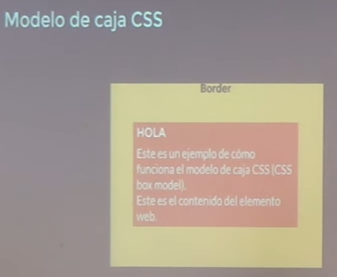 Modelo de caja CSS
Border
HOLA
Este es un ejemplo de cómo
funciona el modelo de caja CSS (CSS
box model).
Este es el contenido del elemento
web.